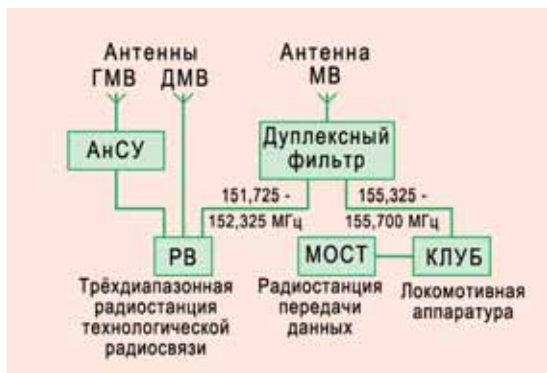 Антенны
ГМВ ДМВ
Антенна
МВ
АнСУ
Дуплексный
фильтр
151,725 -
152,325 МГц
155,325 -
155,700 МГц
РВ
МОСТ
КЛУБ
Трёхдиапазонная
радиостанция
технологической
радиосвязи
Радиостанция
передачи
данных
Локомотивная
аппаратура